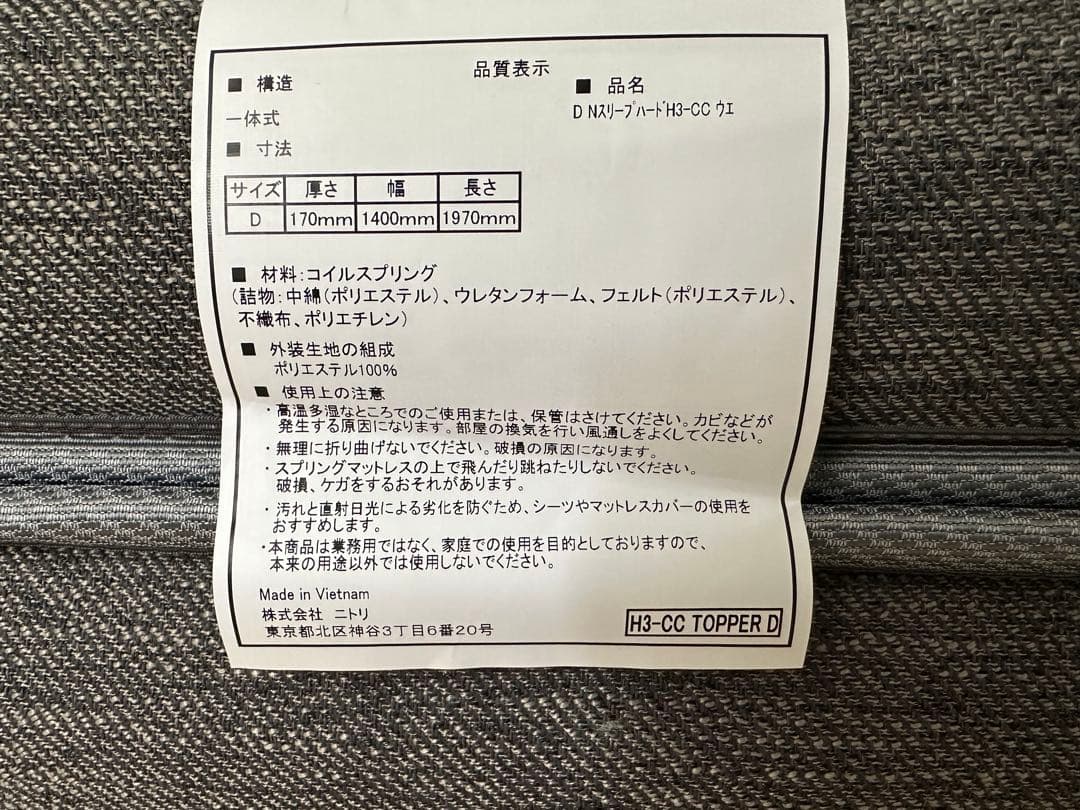 品質表示
■ 構造
一体式
■ 品名
D NスリープハードH3-CC ウエ
■ 寸法
サイズ 厚さ 幅 長さ
D 170mm 1400mm 1970mm
■ 材料:コイルスプリング
(詰物:中綿(ポリエステル)、ウレタンフォーム、フェルト(ポリエステル)、
不織布、ポリエチレン)
■ 外装生地の組成
ポリエステル100%
■ 使用上の注意
・高温多湿なところでのご使用または、保管はさけてください。カビなどが
発生する原因になります。部屋の換気を行い風通しをよくしてください。
・無理に折り曲げないでください。破損の原因になります。
・スプリングマットレスの上で飛んだり跳ねたりしないでください。
破損、ケガをするおそれがあります。
・汚れと直射日光による劣化を防ぐため、シーツやマットレスカバーの使用を
おすすめします。
・本商品は業務用ではなく、家庭での使用を目的としておりますので、
本来の用途以外では使用しないでください。
Made in Vietnam
株式会社 ニトリ
東京都北区神谷3丁目6番20号
H3-CC TOPPER D